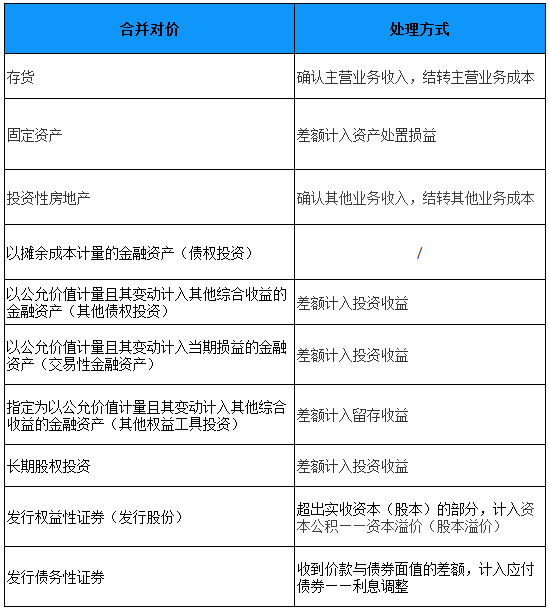 合并对价
处理方式
存货
确认主营业务收入，结转主营业务成本
固定资产
差额计入资产处置损益
投资性房地产
确认其他业务收入，结转其他业务成本
以摊余成本计量的金融资产（债权投资）
/
以公允价值计量且其变动计入其他综合收益的
金融资产（其他债权投资）
差额计入投资收益
以公允价值计量且其变动计入当期损益的金融
资产（交易性金融资产）
差额计入投资收益
指定为以公允价值计量且其变动计入其他综合
收益的金融资产（其他权益工具投资）
差额计入留存收益
长期股权投资
差额计入投资收益
发行权益性证券（发行股份）
超出实收资本（股本）的部分，计入资
本公积——资本溢价（股本溢价）
发行债务性证券
收到价款与债券面值的差额，计入应付
债券——利息调整